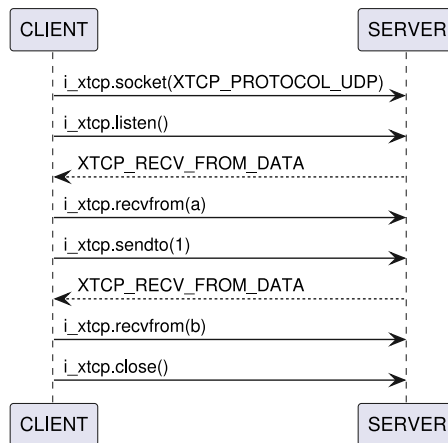 CLIENT SERVER
i_xtcp.socket(XTCP_PROTOCOL_UDP)
i_xtcp.listen()
XTCP_RECV_FROM_DATA
i_xtcp.recvfrom(a)
i_xtcp.sendto(1)
XTCP_RECV_FROM_DATA
i_xtcp.recvfrom(b)
i_xtcp.close()
CLIENT SERVER